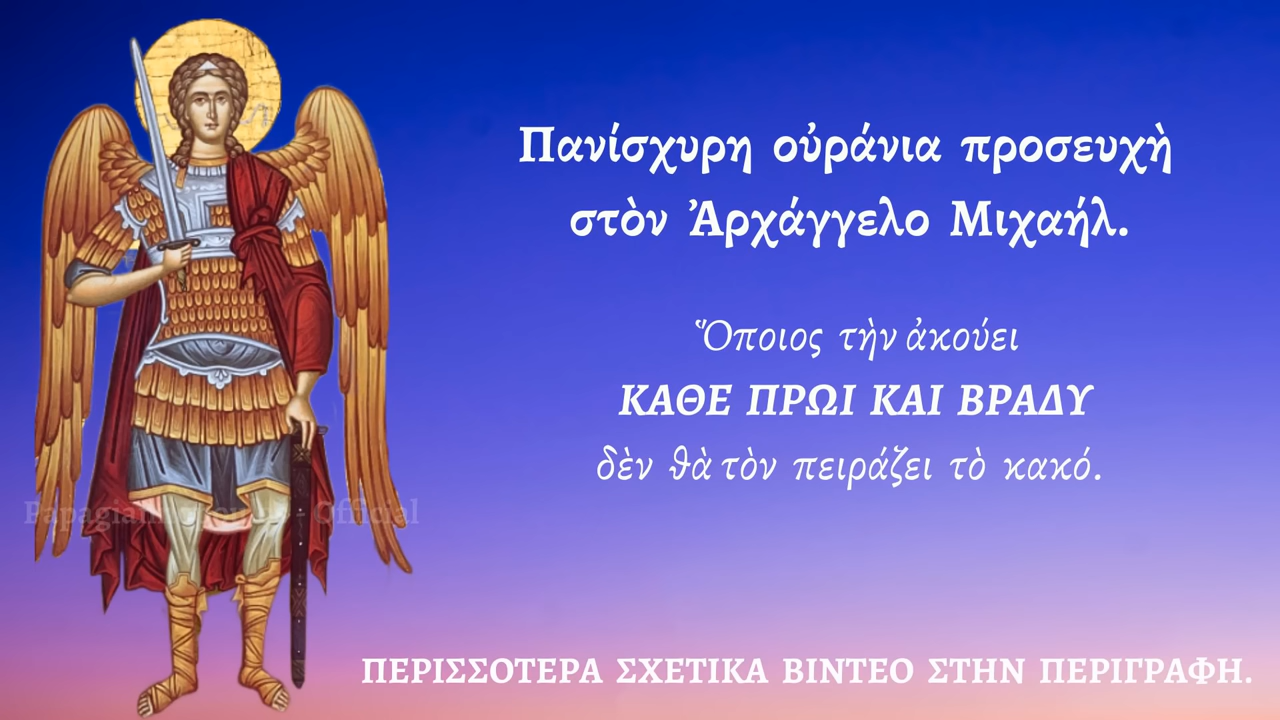 Πανίσχυρη οὐράνια προσευχὴ
στὸν Ἀρχάγγελο Μιχαήλ.
Ὅποιος τὴν ἀκούει
ΚΑΘΕ ΠΡΩΙ ΚΑΙ ΒΡΑΔΥ
δὲν θὰ τὸν πειράζει τὸ κακό.
- Official
ΠΕΡΙΣΣΟΤΕΡΑ ΣΧΕΤΙΚΑ ΒΙΝΤΕΟ ΣΤΗΝ ΠΕΡΙΓΡΑΦΗ.